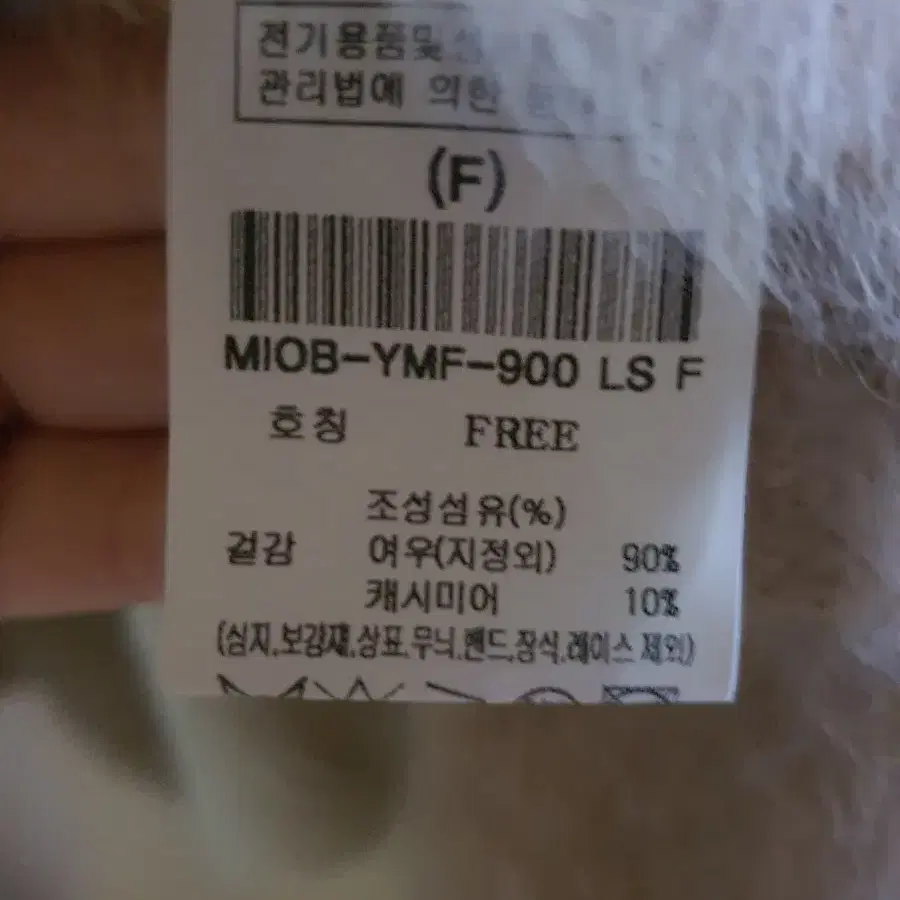 전기용품및
관리법에 의한
(F)
MIOB-YMF-900 LS F
호칭 FREE
조성섬유(%)
겉감 여우(지정외) 90%
캐시미어 10%
(심지,보강재,상표,무늬,밴드,장식,레이스 제외)